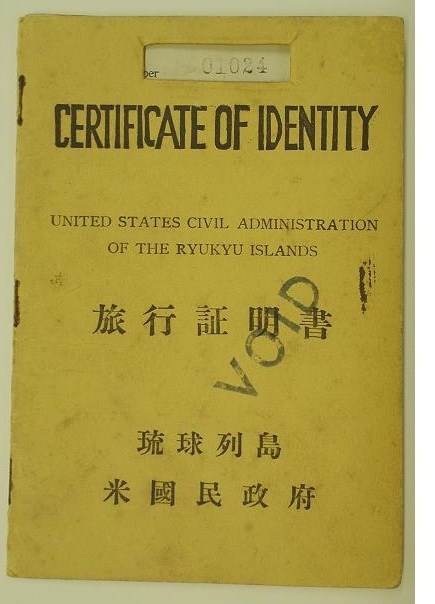 01024
CERTIFICATE OF IDENTITY
UNITED STATES CIVIL ADMINISTRATION
OF THE RYUKYU ISLANDS
旅行証明書
VOID
琉球列島
米國民政府